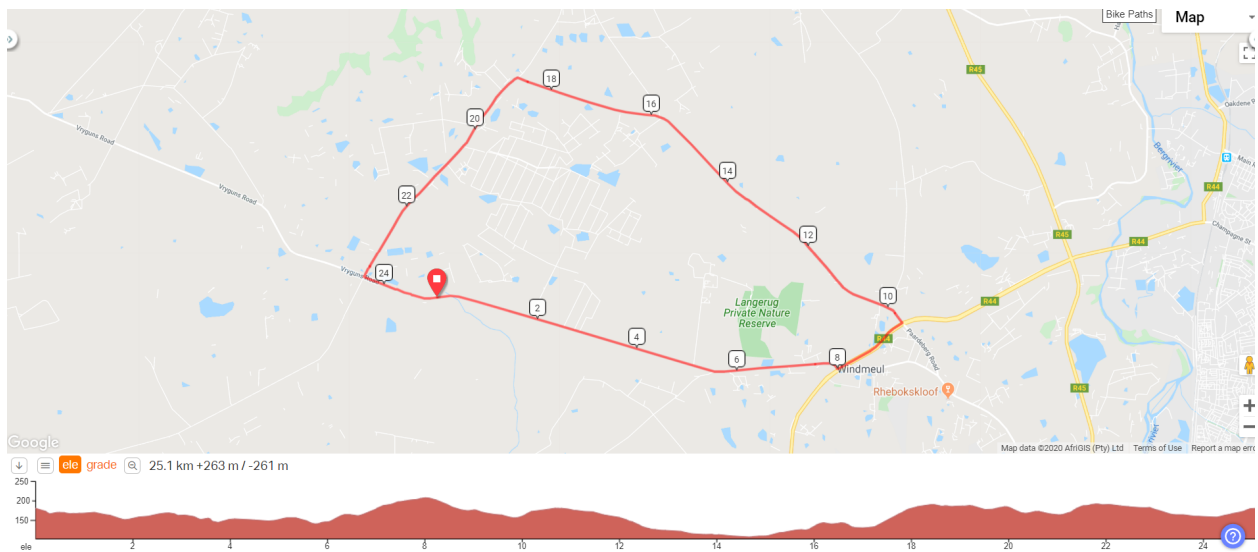 Bike Paths
Map
R45
Oakdene
18
16
20
Vryguns Road
Bergrivier
Main
R44
14
22
Vryguns Road
12
R45
R44
Champagne St
24
Vryguns
10
Langerug
Private Nature
Reserve
2
R44
4
Paardeberg Road
6
8
Windmeul
Rhebokskloof
R45
Google
Map data ©2020 AfriGIS (Pty) Ltd
Terms of Use
Report a map erro
ele
grade
25.1 km +263 m / -261 m
250
200
150
ele
2
4
6
8
10
12
14
16
18
20
22
24
?